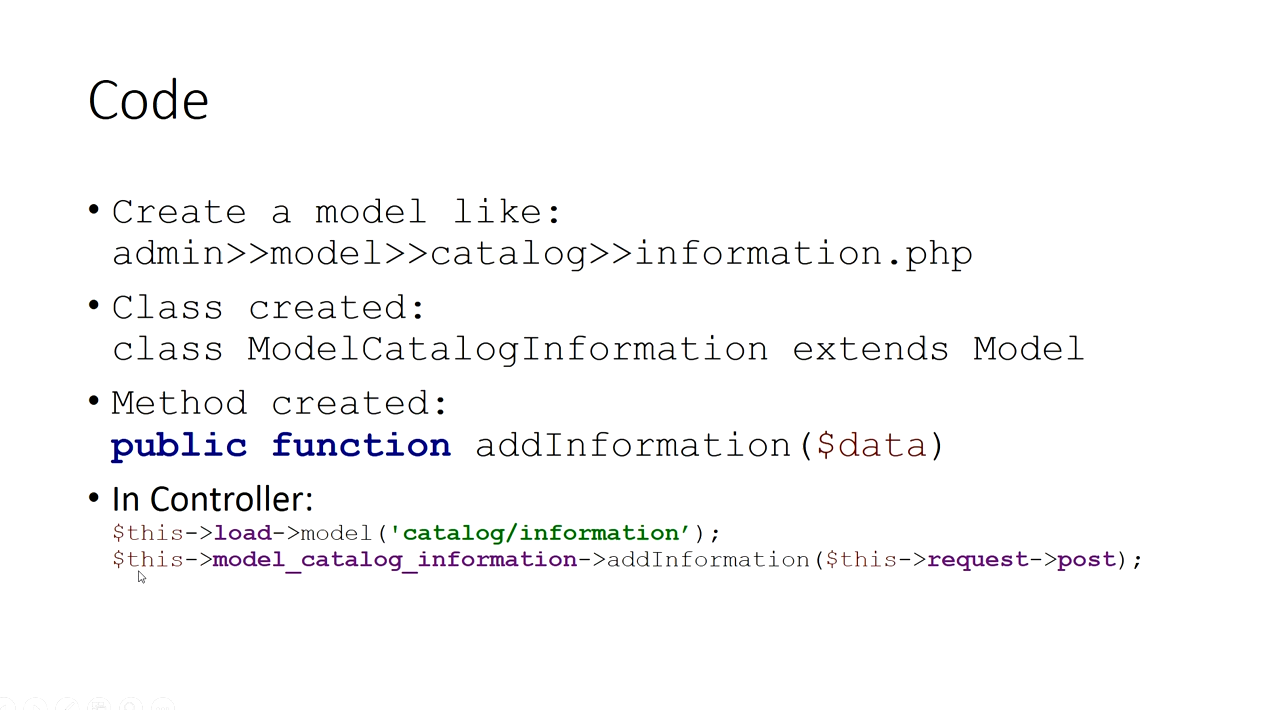 Code
• Create a model like:
admin>>model>>catalog>>information.php
• Class created:
class ModelCatalogInformation extends Model
• Method created:
public function addInformation($data)
• In Controller:
$this->load->model('catalog/information’);
$this->model_catalog_information->addInformation($this->request->post);